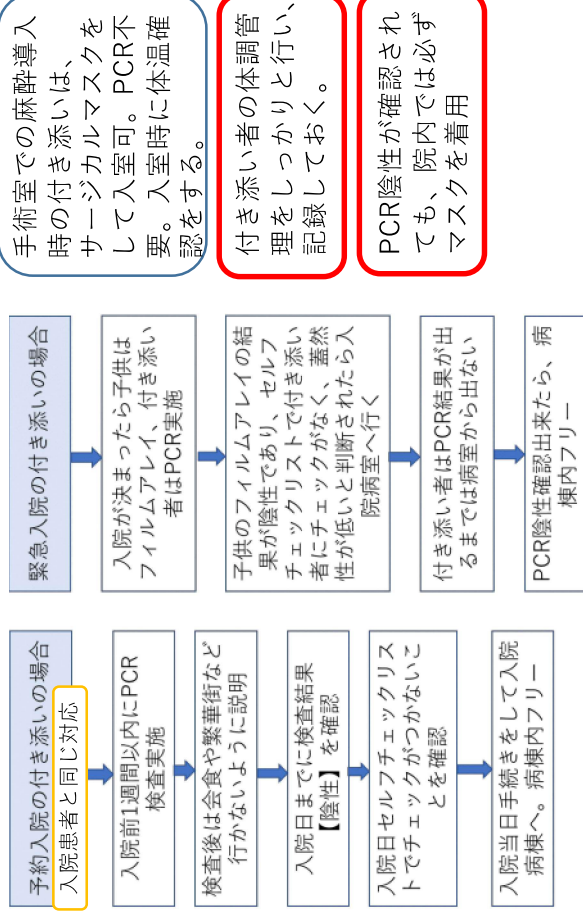 予約入院の付き添いの場合
入院患者と同じ対応
入院前1週間以内にPCR
検査実施
検査後は会食や繁華街など
行かないように説明
入院日までに検査結果
【陰性】を確認
入院日セルフチェックリス
トでチェックがつかないこ
とを確認
入院当日手続きをして入院
病棟へ。病棟内フリー
緊急入院の付き添いの場合
入院が決まったら子供は
フィルムアレイ、付き添い
者はPCR実施
子供のフィルムアレイの結
果が陰性であり、セルフ
チェックリストで付き添い
者にチェックがなく、蓋然
性が低いと判断されたら入
院病室へ行く
付き添い者はPCR結果が出
るまでは病室から出ない
PCR陰性確認出来たら、病
棟内フリー
手術室での麻酔導入
時の付き添いは、
サージカルマスクを
して入室可。PCR不
要。入室時に体温確
認をする。
付き添い者の体調管
理をしっかりと行い、
記録しておく。
PCR陰性が確認され
ても、院内では必ず
マスクを着用